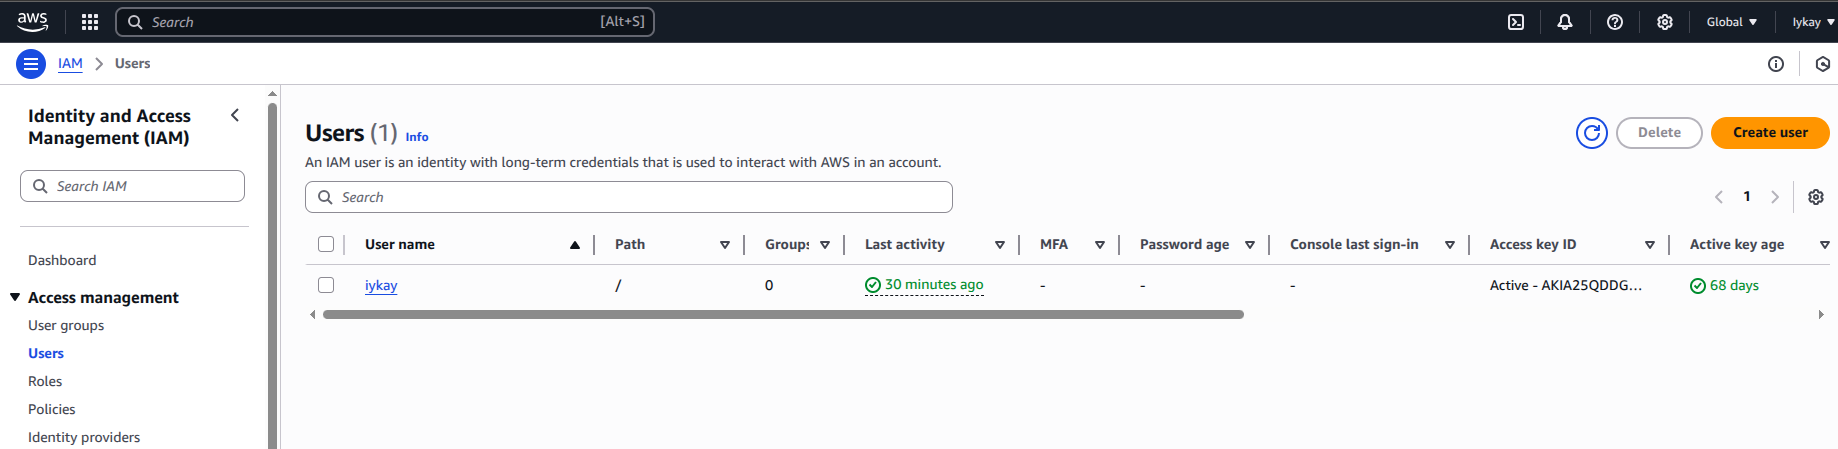 aws
Search [Alt+S]
Global Iykay
IAM > Users
Identity and Access Management (IAM)
Search IAM
Dashboard
Access management
User groups
Users
Roles
Policies
Identity providers
Users (1) Info
Delete
Create user
An IAM user is an identity with long-term credentials that is used to interact with AWS in an account.
Search
1
User name Path Groups Last activity MFA Password age Console last sign-in Access key ID Active key age
iykay / 0 30 minutes ago - - - Active - AKIA25QDDG... 68 days